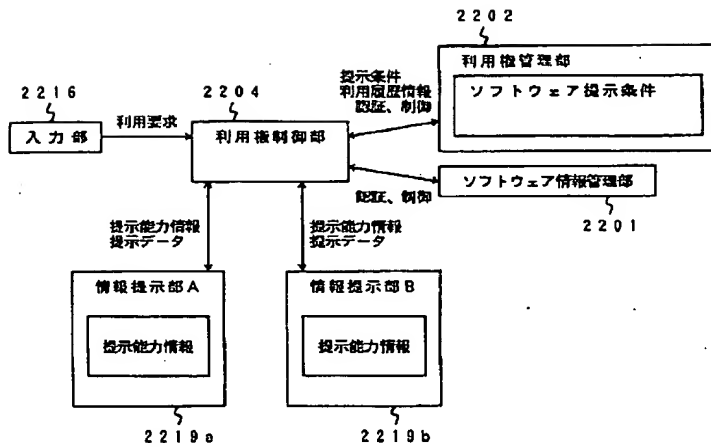 2202
利用権管理部
ソフトウェア提示条件
提示条件
利用履歴情報
認証、制御
2216
入力部
利用要求
2204
利用権制御部
ソフトウェア情報管理部
2201
認証、制御
提示能力情報
提示データ
提示能力情報
提示データ
情報提示部A
提示能力情報
2219a
情報提示部B
提示能力情報
2219b